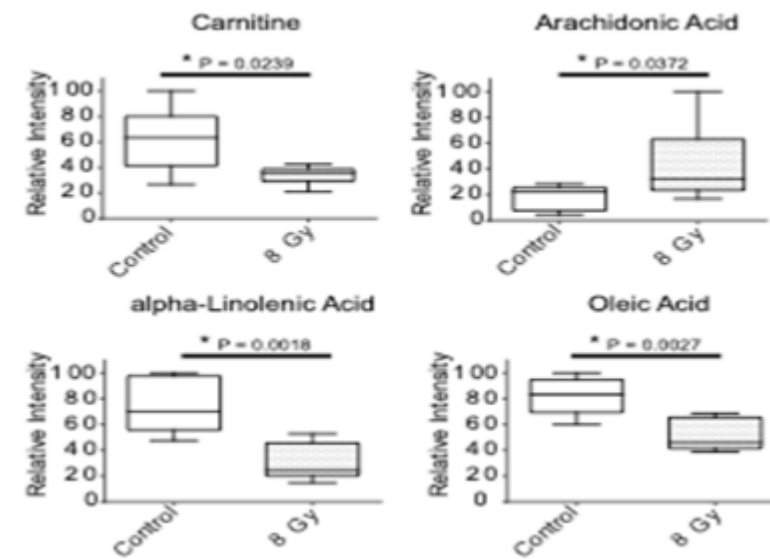 Carnitine
* P = 0.0239
Relative Intensity
100
80
60
40
20
0
Control
8 Gy
Arachidonic Acid
* P = 0.0372
Relative Intensity
100
80
60
40
20
0
Control
8 Gy
alpha-Linolenic Acid
* P = 0.0018
Relative Intensity
100
80
60
40
20
0
Control
8 Gy
Oleic Acid
* P = 0.0027
Relative Intensity
100
80
60
40
20
0
Control
8 Gy